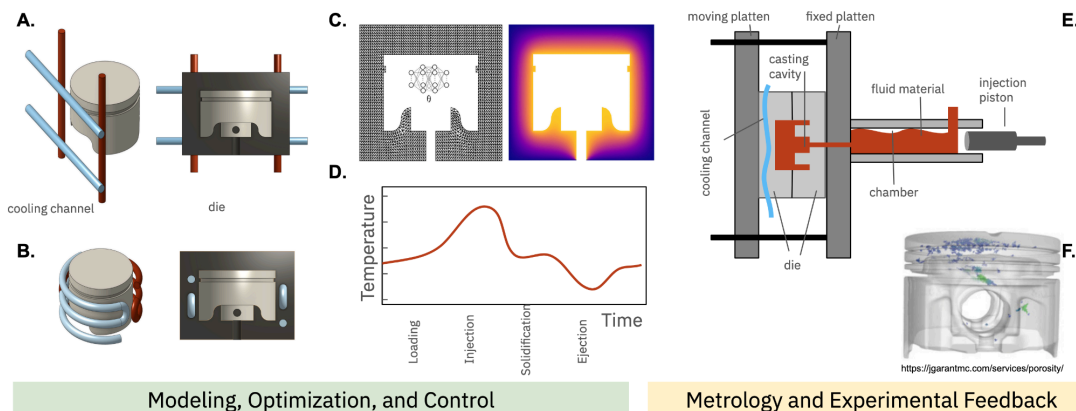 A.
cooling channel
die
B.
C.
θ
D.
Temperature
Time
Loading
Injection
Solidification
Ejection
E.
moving platten
fixed platten
casting
cavity
fluid material
injection
piston
cooling channel
chamber
die
F.
https://jgarantmc.com/services/porosity/
Modeling, Optimization, and Control
Metrology and Experimental Feedback